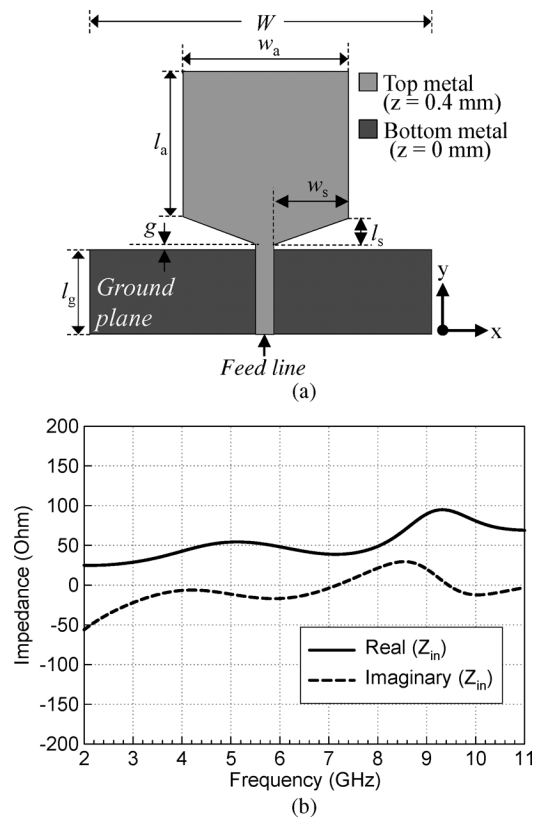 W
wa
Top metal
(z = 0.4 mm)
Bottom metal
(z = 0 mm)
la
ws
g
ls
lg
Ground
plane
y
x
Feed line
(a)
200
150
100
50
0
-50
-100
-150
-200
Impedance (Ohm)
Real (Zin)
Imaginary (Zin)
2 3 4 5 6 7 8 9 10 11
Frequency (GHz)
(b)